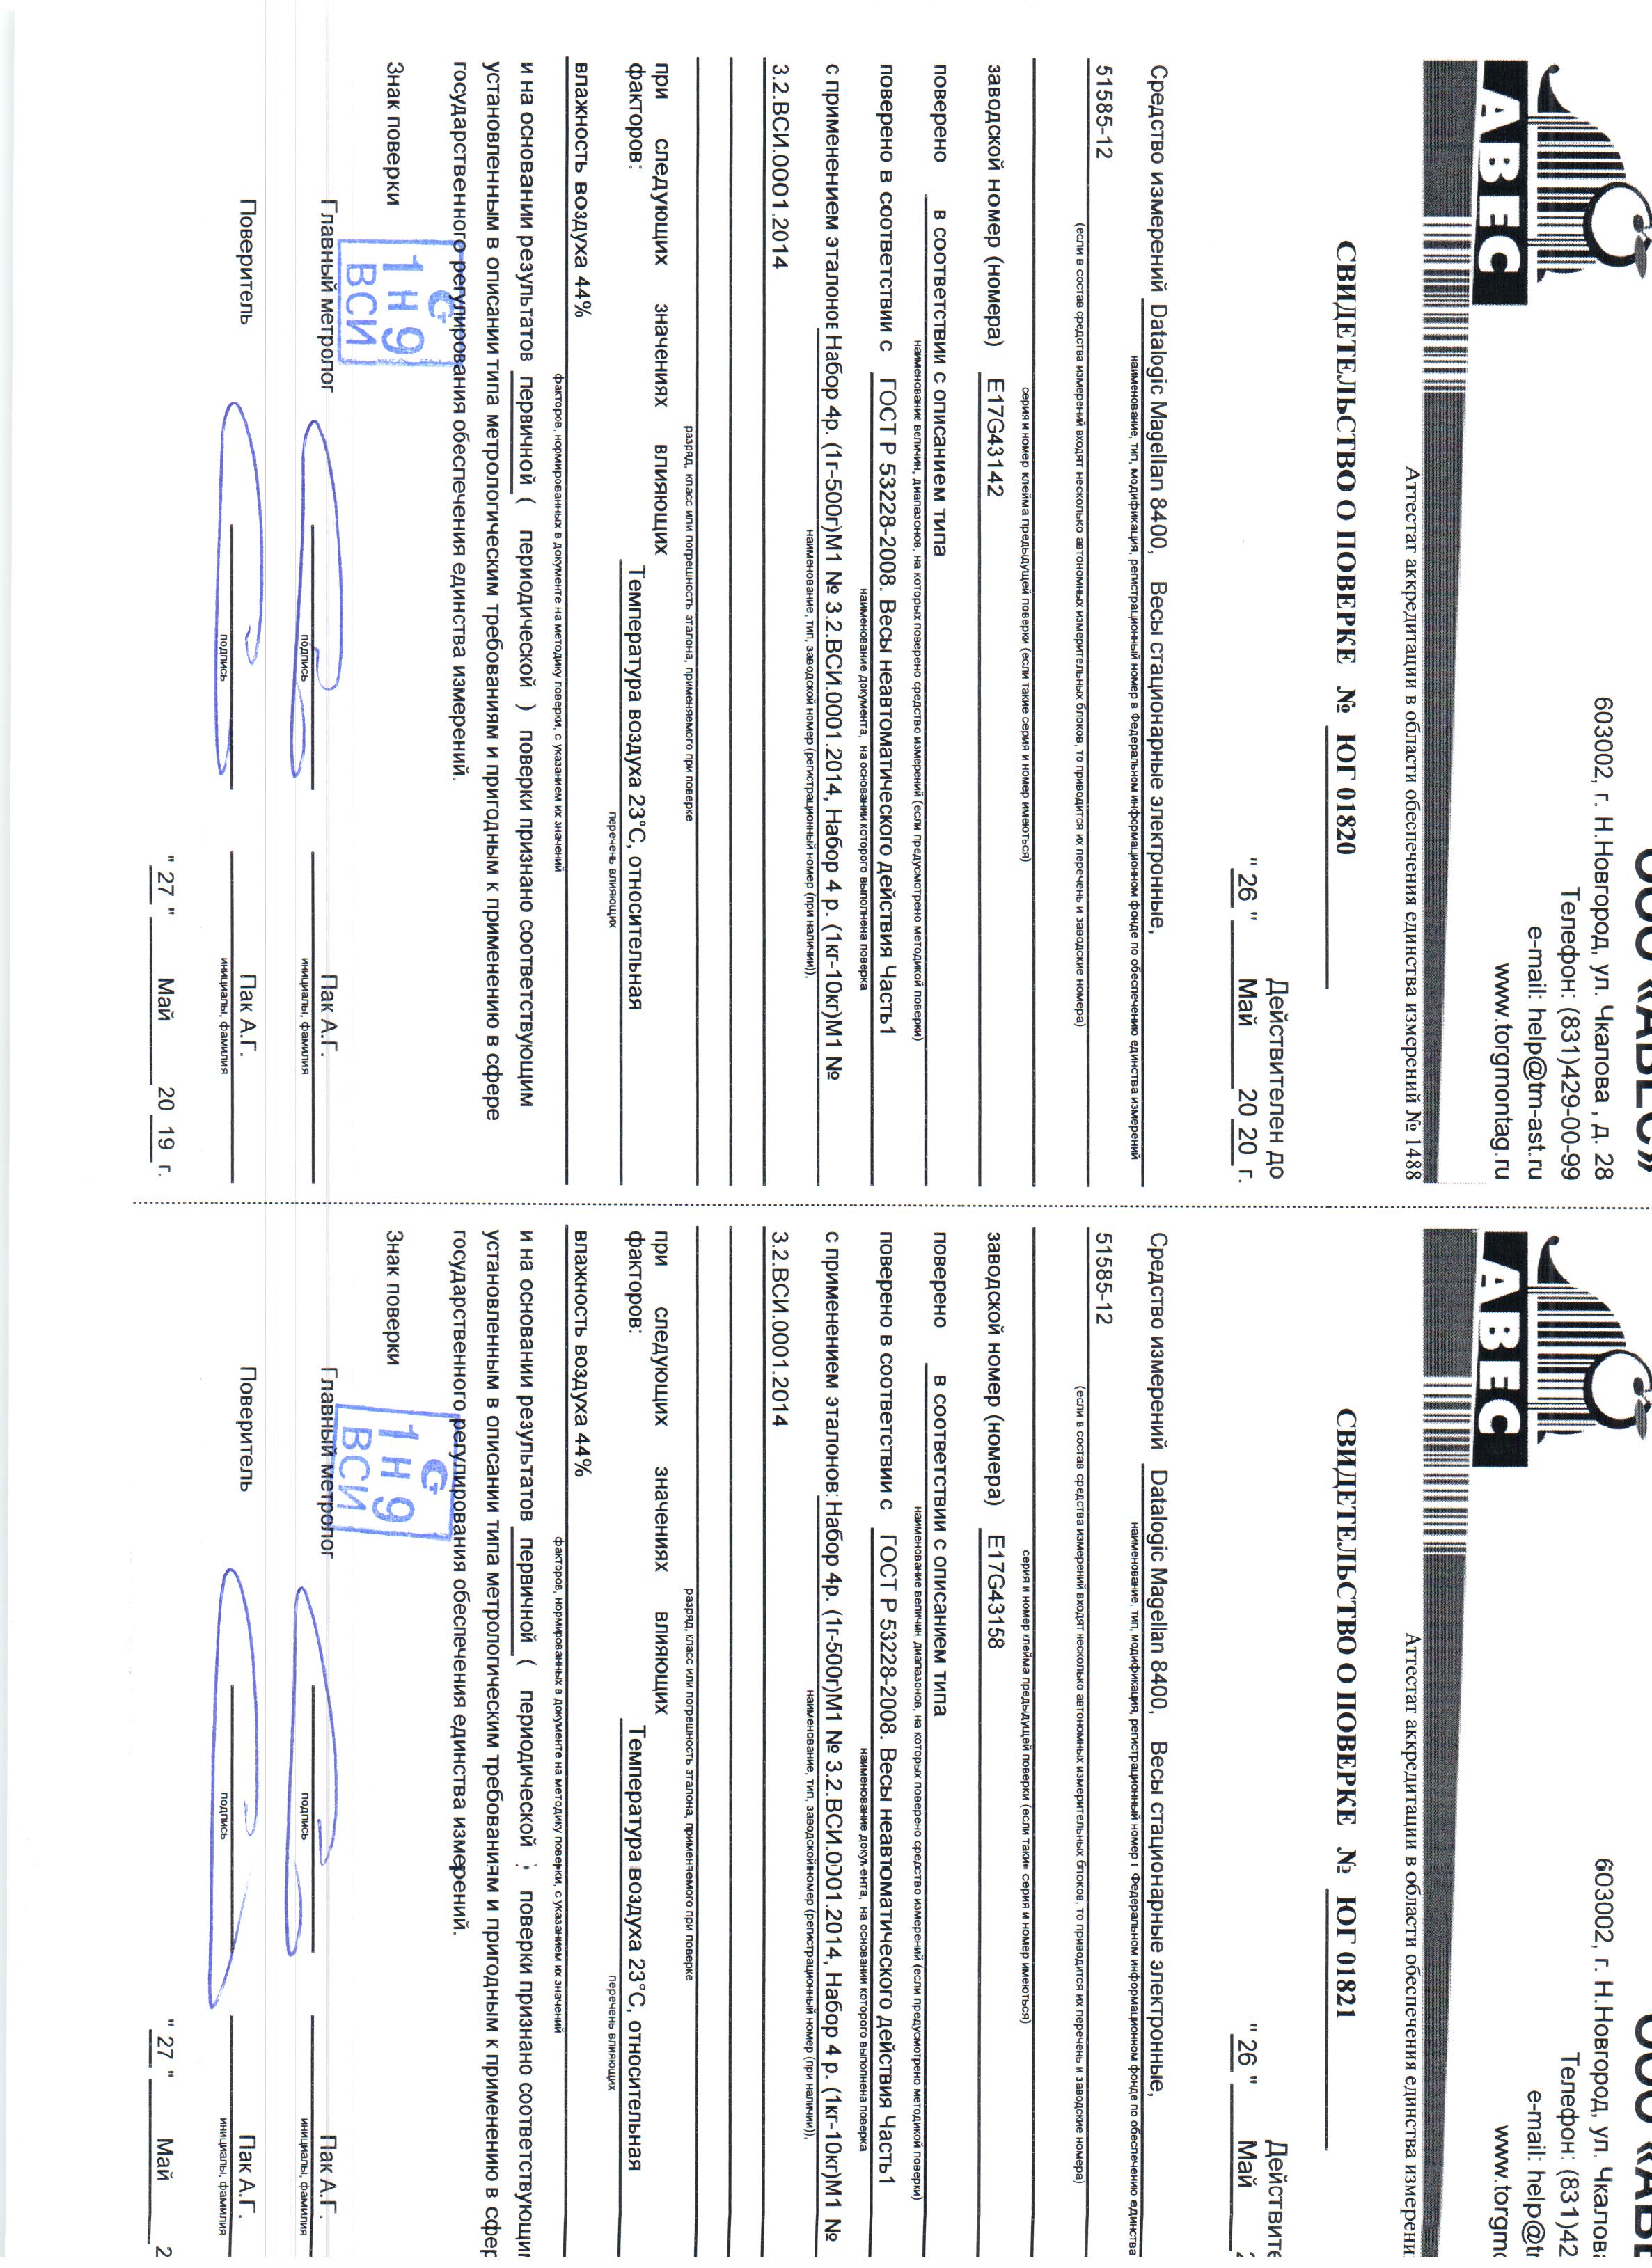 ООО «АВЕС»
603002, г. Н.Новгород, ул. Чкалова , д. 28
Телефон: (831)429-00-99
e-mail: help@tm-ast.ru
www.torgmontag.ru
АВЕС
Аттестат аккредитации в области обеспечения единства измерений № 1488
СВИДЕТЕЛЬСТВО О ПОВЕРКЕ № ЮГ 01820
Действителен до
" 26 " Май 20 20 г.
Средство измерений Datalogic Magellan 8400, Весы стационарные электронные,
наименование, тип, модификация, регистрационный номер в Федеральном информационном фонде по обеспечению единства измерений
51585-12
(если в состав средства измерений входят несколько автономных измерительных блоков, то приводится их перечень и заводские номера)
серия и номер клейма предыдущей поверки (если такие серия и номер имеються)
заводской номер (номера) E17G43142
поверено в соответствии с описанием типа
наименование величин, диапазонов, на которых поверено средство измерений (если предусмотрено методикой поверки)
поверено в соответствии с ГОСТ Р 53228-2008. Весы неавтоматического действия Часть1
наименование документа, на основании которого выполнена поверка
с применением эталоно Набор 4р. (1г-500г)М1 № 3.2.ВСИ.0001.2014, Набор 4 р. (1кг-10кг)М1 №
наименование, тип, заводской номер (регистрационный номер (при наличии)),
3.2.ВСИ.0001.2014
разряд, класс или погрешность эталона, применяемого при поверке
при следующих значениях влияющих
факторов: Температура воздуха 23°С, относительная
перечень влияющих
влажность воздуха 44%
факторов, нормированных в документе на методику поверки, с указанием их значений
и на основании результатов первичной ( периодической ) поверки признано соответствующим
установленным в описании типа метрологическим требованиям и пригодным к применению в сфере
государственного регулирования обеспечения единства измерений.
Знак поверки
G
1н9
ВСИ
Главный метролог Пак А.Г.
подпись инициалы, фамилия
Поверитель Пак А.Г.
подпись инициалы, фамилия
" 27 " Май 20 19 г.
ООО «АВЕ
603002, г. Н.Новгород, ул. Чкалова
Телефон: (831)42
e-mail: help@t
www.torgm
АВЕС
Аттестат аккредитации в области обеспечения единства измерени
СВИДЕТЕЛЬСТВО О ПОВЕРКЕ № ЮГ 01821
Действите
" 26 " Май 2
Средство измерений Datalogic Magellan 8400, Весы стационарные электронные,
наименование, тип, модификация, регистрационный номер в Федеральном информационном фонде по обеспечению единства
51585-12
(если в состав средства измерений входят несколько автономных измерительных блоков, то приводится их перечень и заводские номера)
серия и номер клейма предыдущей поверки (если такие серия и номер имеються)
заводской номер (номера) E17G43158
поверено в соответствии с описанием типа
наименование величин, диапазонов, на которых поверено средство измерений (если предусмотрено методикой поверки)
поверено в соответствии с ГОСТ Р 53228-2008. Весы неавтоматического действия Часть1
наименование документа, на основании которого выполнена поверка
с применением эталонов: Набор 4р. (1г-500г)М1 № 3.2.ВСИ.0001.2014, Набор 4 р. (1кг-10кг)М1 №
наименование, тип, заводской номер (регистрационный номер (при наличии)),
3.2.ВСИ.0001.2014
разряд, класс или погрешность эталона, применяемого при поверке
при следующих значениях влияющих
факторов: Температура воздуха 23°С, относительная
перечень влияющих
влажность воздуха 44%
факторов, нормированных в документе на методику поверки, с указанием их значений
и на основании результатов первичной ( периодической ) поверки признано соответствующи
установленным в описании типа метрологическим требованиям и пригодным к применению в сфер
государственного регулирования обеспечения единства измерений.
Знак поверки
G
1н9
ВСИ
Главный метролог Пак А.Г.
подпись инициалы, фамилия
Поверитель Пак А.Г.
подпись инициалы, фамилия
" 27 " Май 2